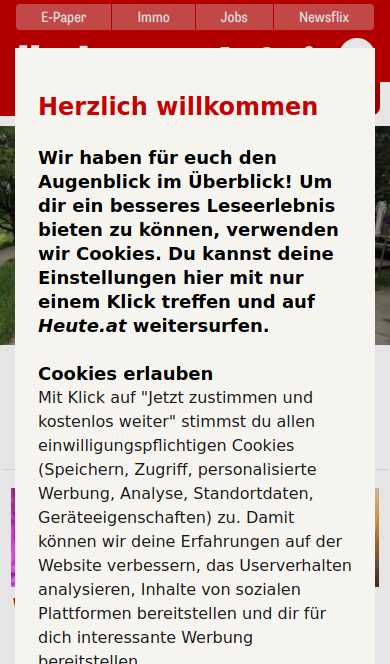 E-Paper
Immo
Jobs
Newsflix
Herzlich willkommen
Wir haben für euch den
Augenblick im Überblick! Um
dir ein besseres Leseerlebnis
bieten zu können, verwenden
wir Cookies. Du kannst deine
Einstellungen hier mit nur
einem Klick treffen und auf
Heute.at weitersurfen.
Cookies erlauben
Mit Klick auf "Jetzt zustimmen und
kostenlos weiter" stimmst du allen
einwilligungspflichtigen Cookies
(Speichern, Zugriff, personalisierte
Werbung, Analyse, Standortdaten,
Geräteeigenschaften) zu. Damit
können wir deine Erfahrungen auf der
Website verbessern, das Userverhalten
analysieren, Inhalte von sozialen
Plattformen bereitstellen und dir für
dich interessante Werbung
bereitstellen